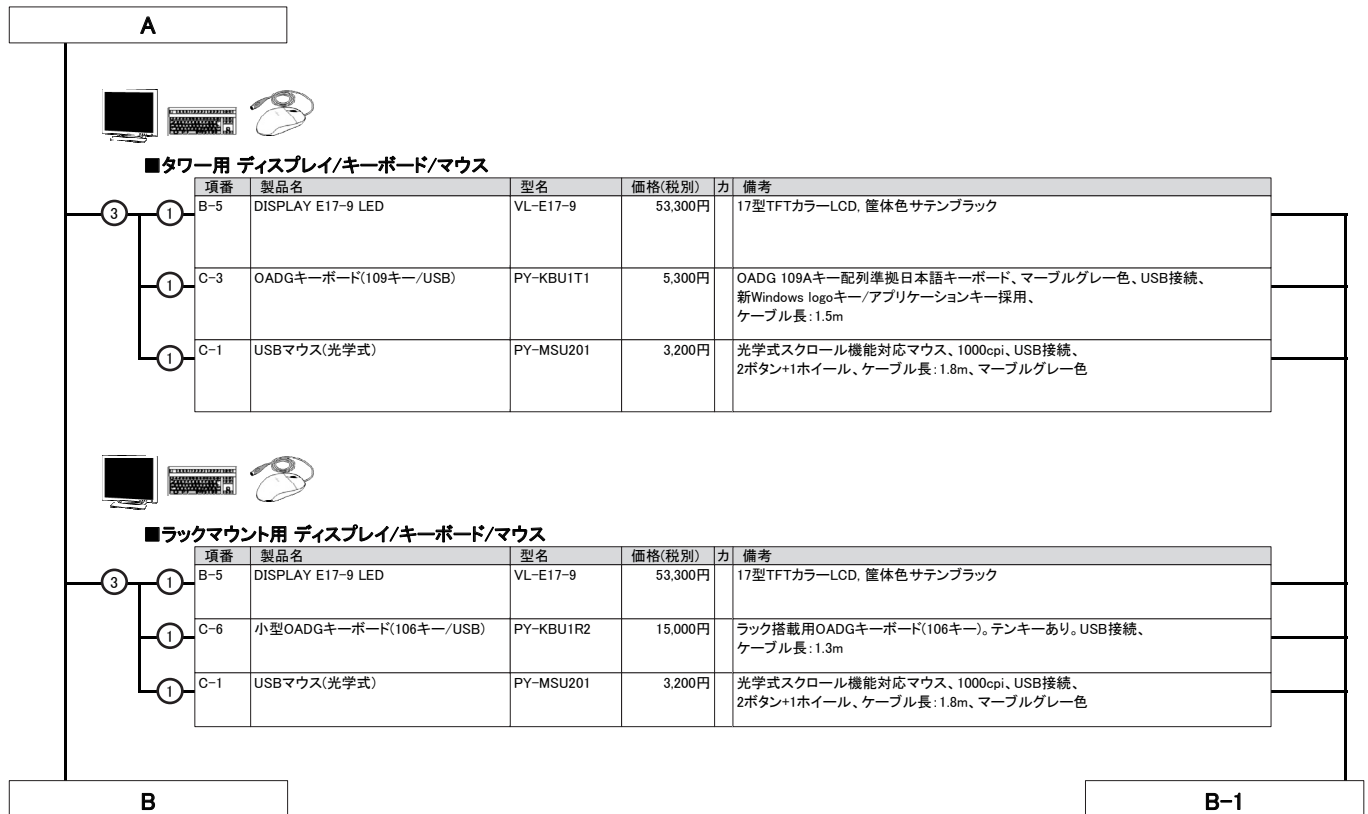 A
■タワー用 ディスプレイ/キーボード/マウス
項番 製品名 型名 価格(税別) カ 備考
③ ① B-5 DISPLAY E17-9 LED VL-E17-9 53,300円 17型TFTカラーLCD, 筐体色サテンブラック
① C-3 OADGキーボード(109キー/USB) PY-KBU1T1 5,300円 OADG 109Aキー配列準拠日本語キーボード、マーブルグレー色、USB接続、
新Windows logoキー/アプリケーションキー採用、
ケーブル長:1.5m
① C-1 USBマウス(光学式) PY-MSU201 3,200円 光学式スクロール機能対応マウス、1000cpi、USB接続、
2ボタン+1ホイール、ケーブル長:1.8m、マーブルグレー色
■ラックマウント用 ディスプレイ/キーボード/マウス
項番 製品名 型名 価格(税別) カ 備考
③ ① B-5 DISPLAY E17-9 LED VL-E17-9 53,300円 17型TFTカラーLCD, 筐体色サテンブラック
① C-6 小型OADGキーボード(106キー/USB) PY-KBU1R2 15,000円 ラック搭載用OADGキーボード(106キー)。テンキーあり。USB接続、
ケーブル長:1.3m
① C-1 USBマウス(光学式) PY-MSU201 3,200円 光学式スクロール機能対応マウス、1000cpi、USB接続、
2ボタン+1ホイール、ケーブル長:1.8m、マーブルグレー色
B
B-1